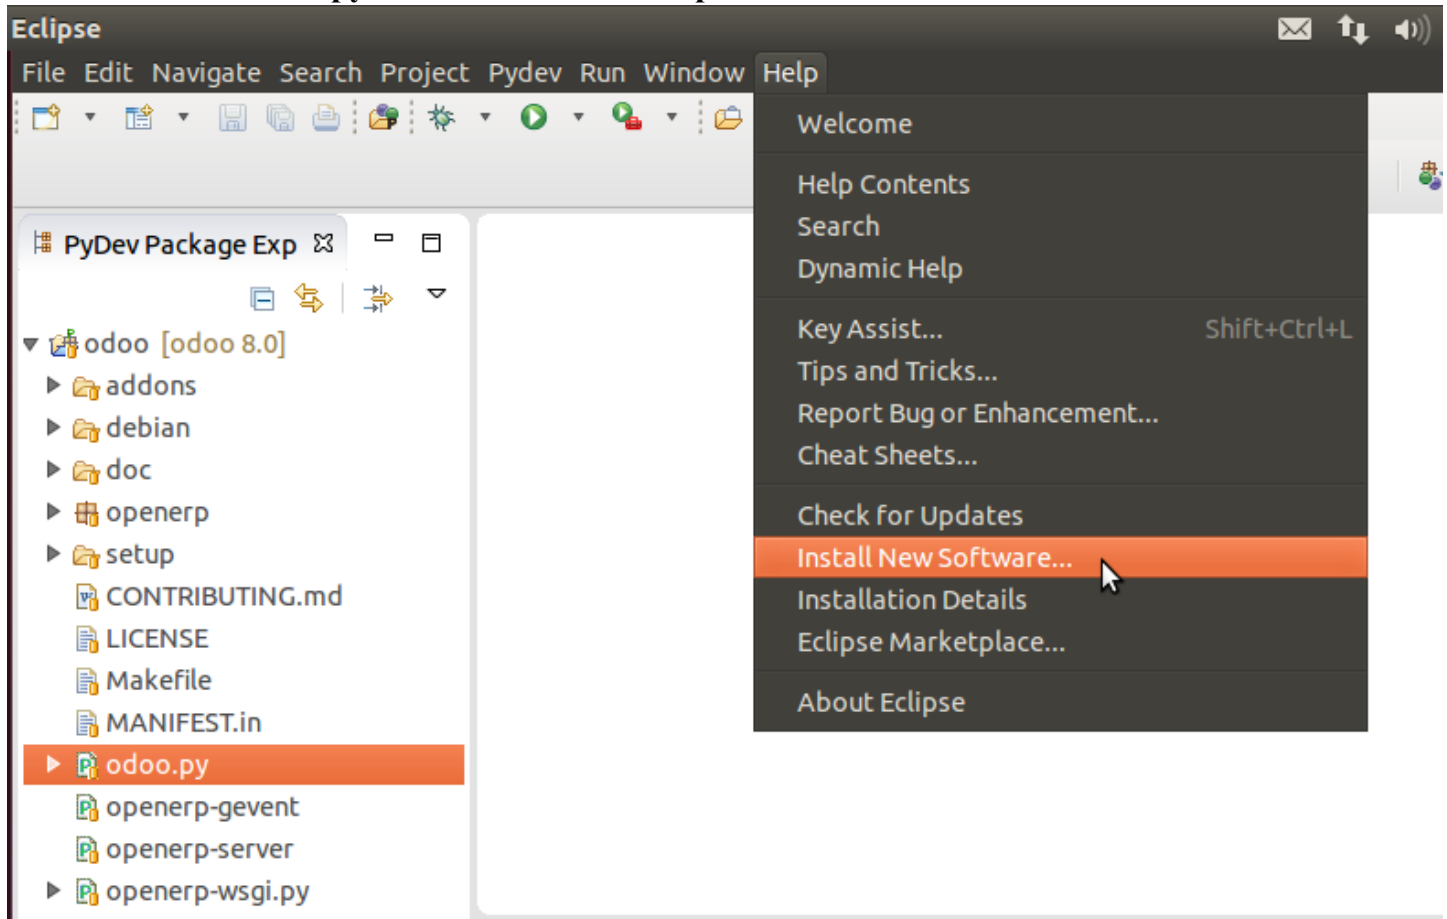 Eclipse
File Edit Navigate Search Project Pydev Run Window Help
Welcome
Help Contents
Search
Dynamic Help
Key Assist... Shift+Ctrl+L
Tips and Tricks...
Report Bug or Enhancement...
Cheat Sheets...
Check for Updates
Install New Software...
Installation Details
Eclipse Marketplace...
About Eclipse
PyDev Package Exp
odoo [odoo 8.0]
addons
debian
doc
openerp
setup
CONTRIBUTING.md
LICENSE
Makefile
MANIFEST.in
odoo.py
openerp-gevent
openerp-server
openerp-wsgi.py